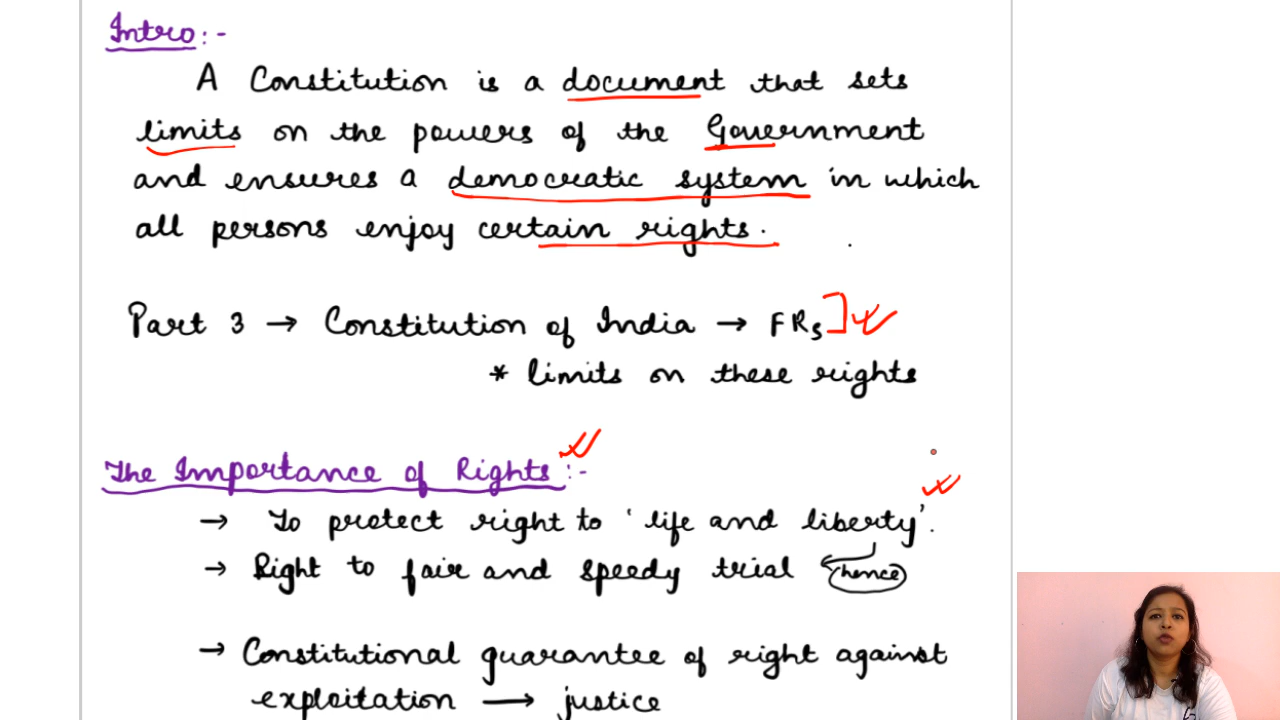 Intro:-
A Constitution is a document that sets
limits on the powers of the Government
and ensures a democratic system in which
all persons enjoy certain rights.
Part 3 → Constitution of India → FRs]
* limits on these rights
The Importance of Rights:-
→ To protect right to 'life and liberty'.
→ Right to fair and speedy trial (hence)
→ Constitutional guarantee of right against
exploitation → justice